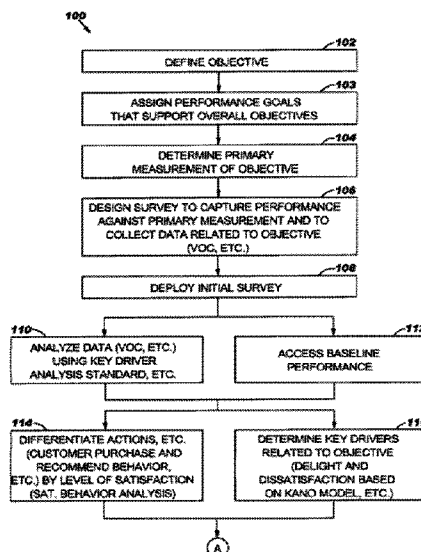 100
102
DEFINE OBJECTIVE
103
ASSIGN PERFORMANCE GOALS
THAT SUPPORT OVERALL OBJECTIVES
104
DETERMINE PRIMARY
MEASUREMENT OF OBJECTIVE
106
DESIGN SURVEY TO CAPTURE PERFORMANCE
AGAINST PRIMARY MEASUREMENT AND TO
COLLECT DATA RELATED TO OBJECTIVE
(VOC, ETC.)
108
DEPLOY INITIAL SURVEY
110
ANALYZE DATA (VOC, ETC.)
USING KEY DRIVER
ANALYSIS STANDARD, ETC.
ACCESS BASELINE
PERFORMANCE
114
DIFFERENTIATE ACTIONS, ETC.
(CUSTOMER PURCHASE AND
RECOMMEND BEHAVIOR,
ETC.) BY LEVEL OF SATISFACTION
(SAT. BEHAVIOR ANALYSIS)
DETERMINE KEY DRIVERS
RELATED TO OBJECTIVE
(DELIGHT AND
DISSATISFACTION BASED
ON KANO MODEL, ETC.)
A